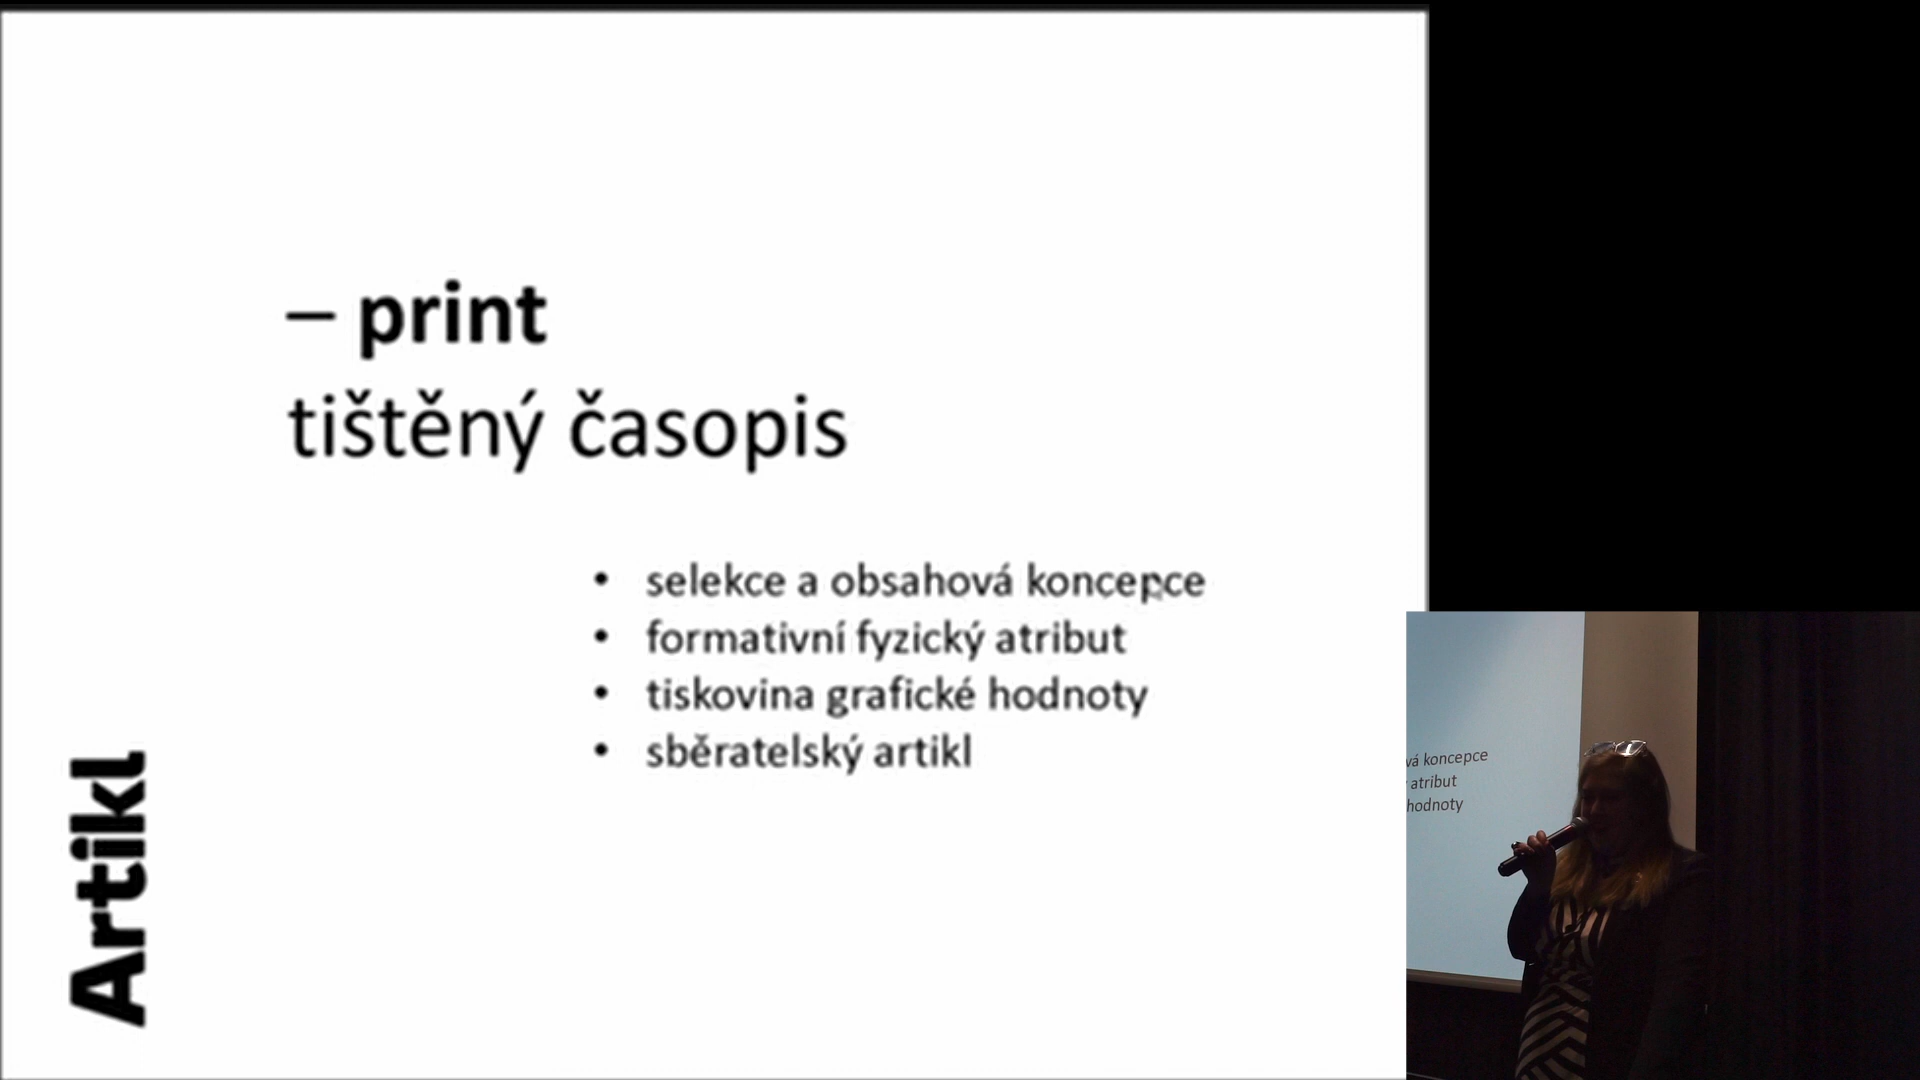 – print
tištěný časopis
• selekce a obsahová koncepce
• formativní fyzický atribut
• tiskovina grafické hodnoty
• sběratelský artikl
Artikl
vá koncepce
atribut
hodnoty